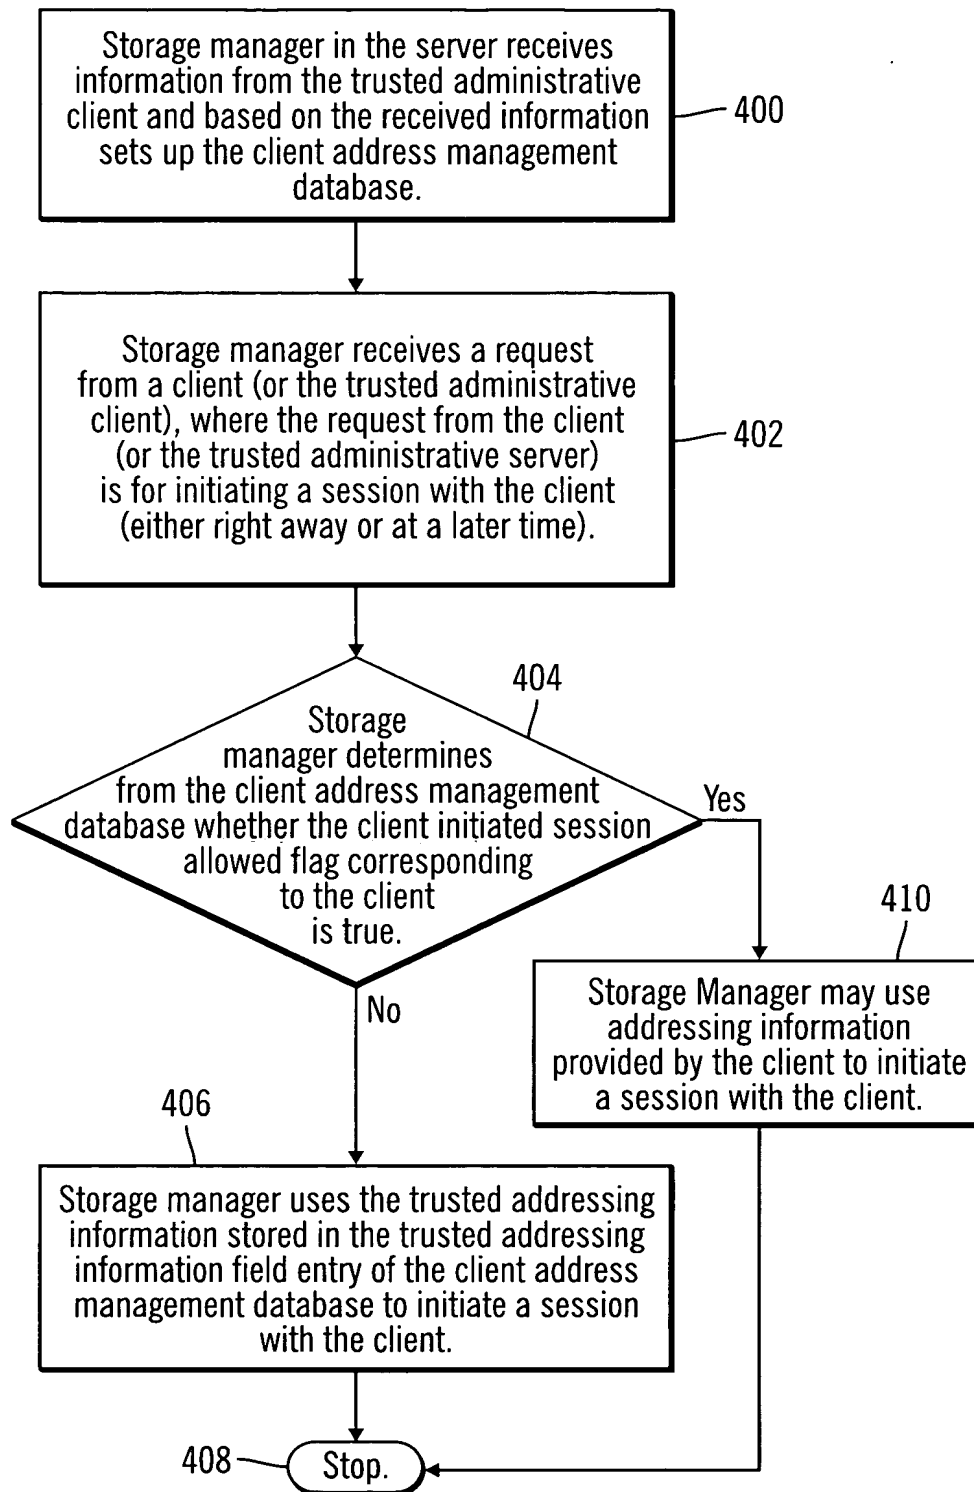 Storage manager in the server receives
information from the trusted administrative
client and based on the received information
sets up the client address management
database.
400
Storage manager receives a request
from a client (or the trusted administrative
client), where the request from the client
(or the trusted administrative server)
is for initiating a session with the client
(either right away or at a later time).
402
404
Storage
manager determines
from the client address management
database whether the client initiated session
allowed flag corresponding
to the client
is true.
Yes
No
410
Storage Manager may use
addressing information
provided by the client to initiate
a session with the client.
406
Storage manager uses the trusted addressing
information stored in the trusted addressing
information field entry of the client address
management database to initiate a session
with the client.
408
Stop.